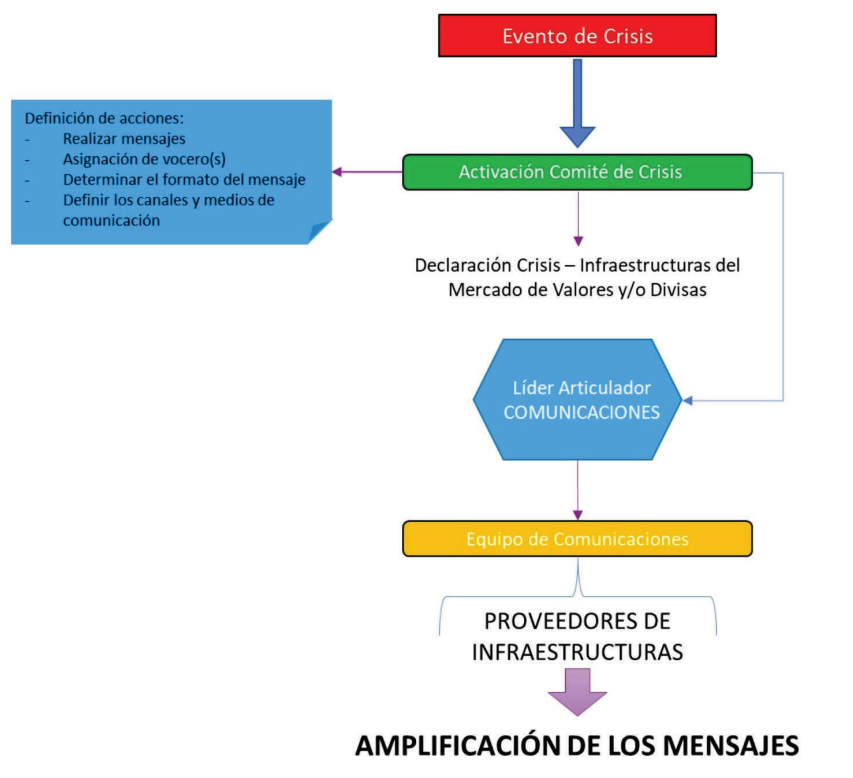 Evento de Crisis
Definición de acciones:
- Realizar mensajes
- Asignación de vocero(s)
- Determinar el formato del mensaje
- Definir los canales y medios de
comunicación
Activación Comité de Crisis
Declaración Crisis – Infraestructuras del
Mercado de Valores y/o Divisas
Líder Articulador
COMUNICACIONES
Equipo de Comunicaciones
PROVEEDORES DE
INFRAESTRUCTURAS
AMPLIFICACIÓN DE LOS MENSAJES